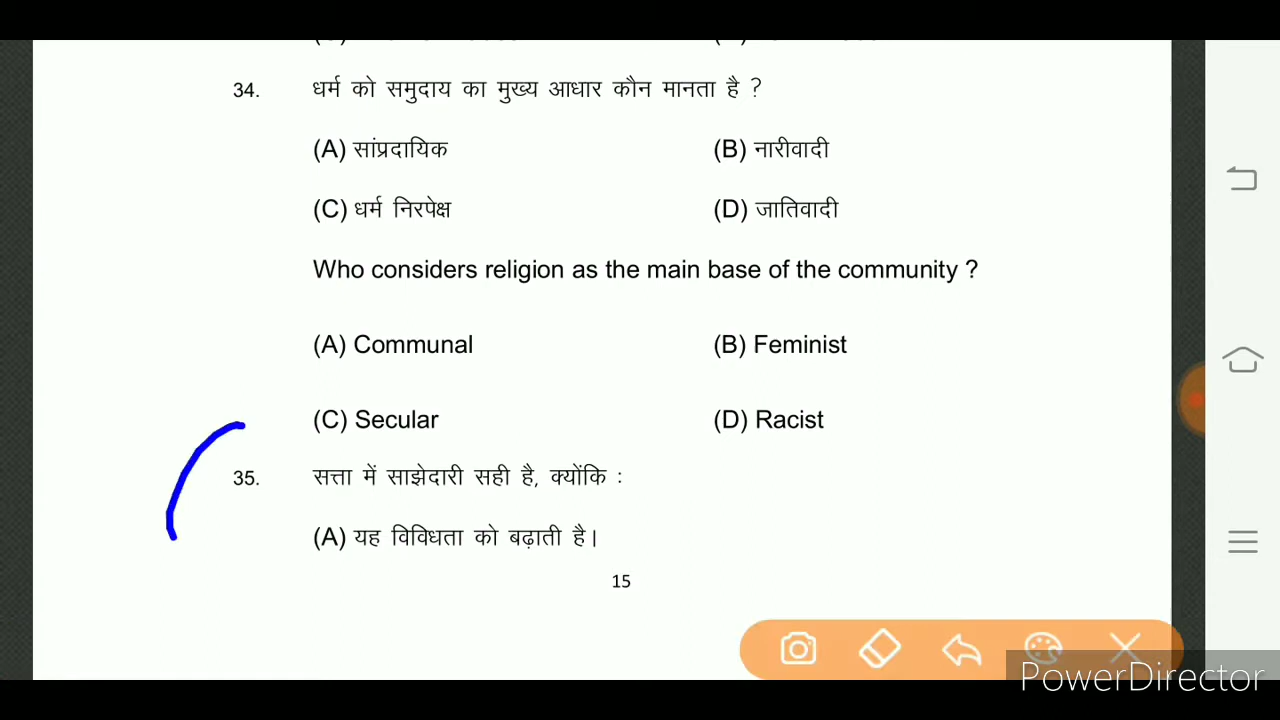 34. धर्म को समुदाय का मुख्य आधार कौन मानता है ?
(A) सांप्रदायिक (B) नारीवादी
(C) धर्म निरपेक्ष (D) जातिवादी
Who considers religion as the main base of the community ?
(A) Communal (B) Feminist
(C) Secular (D) Racist
35. सत्ता में साझेदारी सही है, क्योंकि :
(A) यह विविधता को बढ़ाती है।
15
PowerDirector